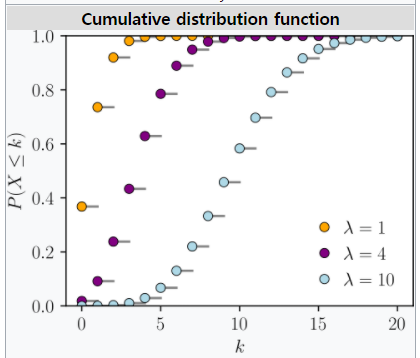 Cumulative distribution function
1.0
0.8
0.6
0.4
0.2
0.0
P(X ≤ k)
λ = 1
λ = 4
λ = 10
0 5 10 15 20
k